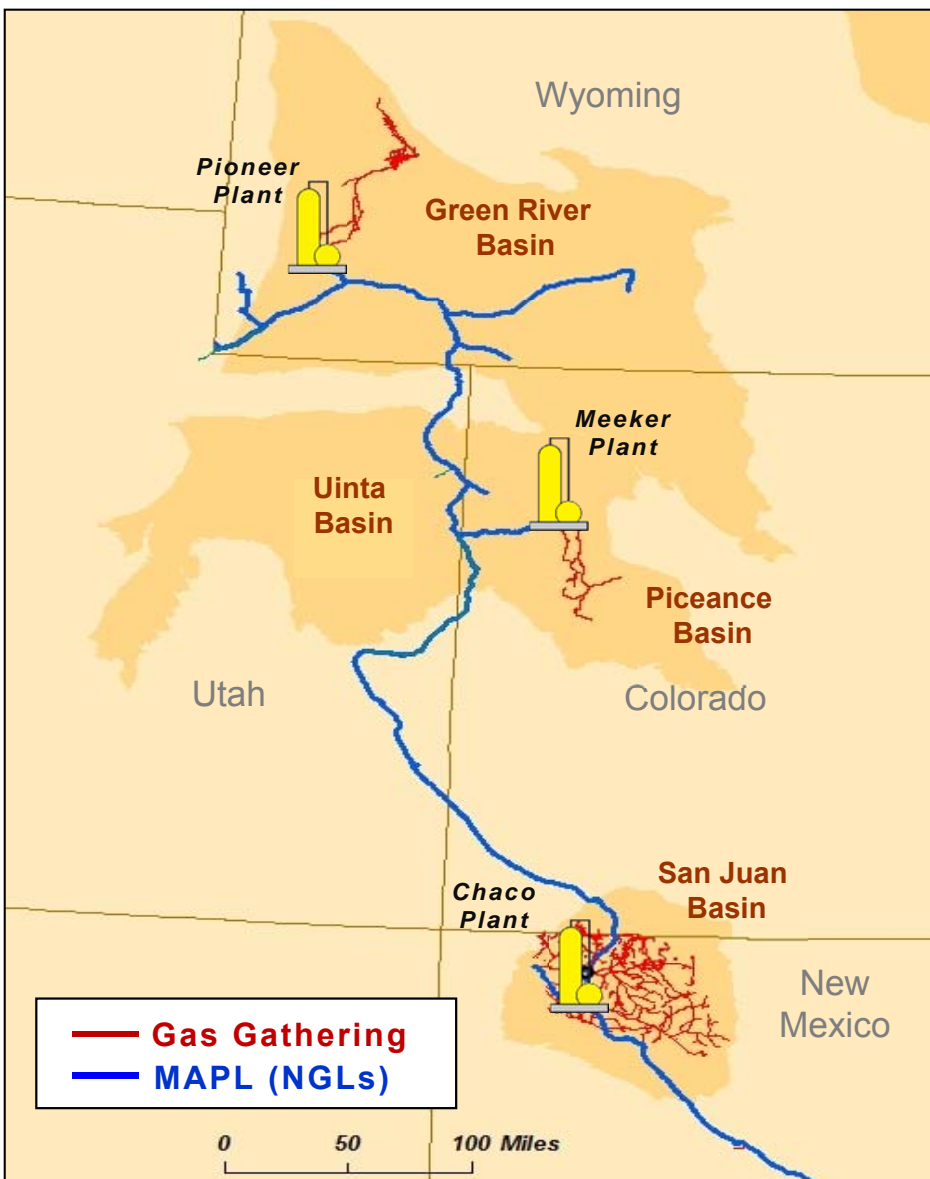 Wyoming
Pioneer
Plant
Green River
Basin
Meeker
Plant
Uinta
Basin
Piceance
Basin
Utah
Colorado
San Juan
Basin
Chaco
Plant
New
Mexico
Gas Gathering
MAPL (NGLs)
0 50 100 Miles